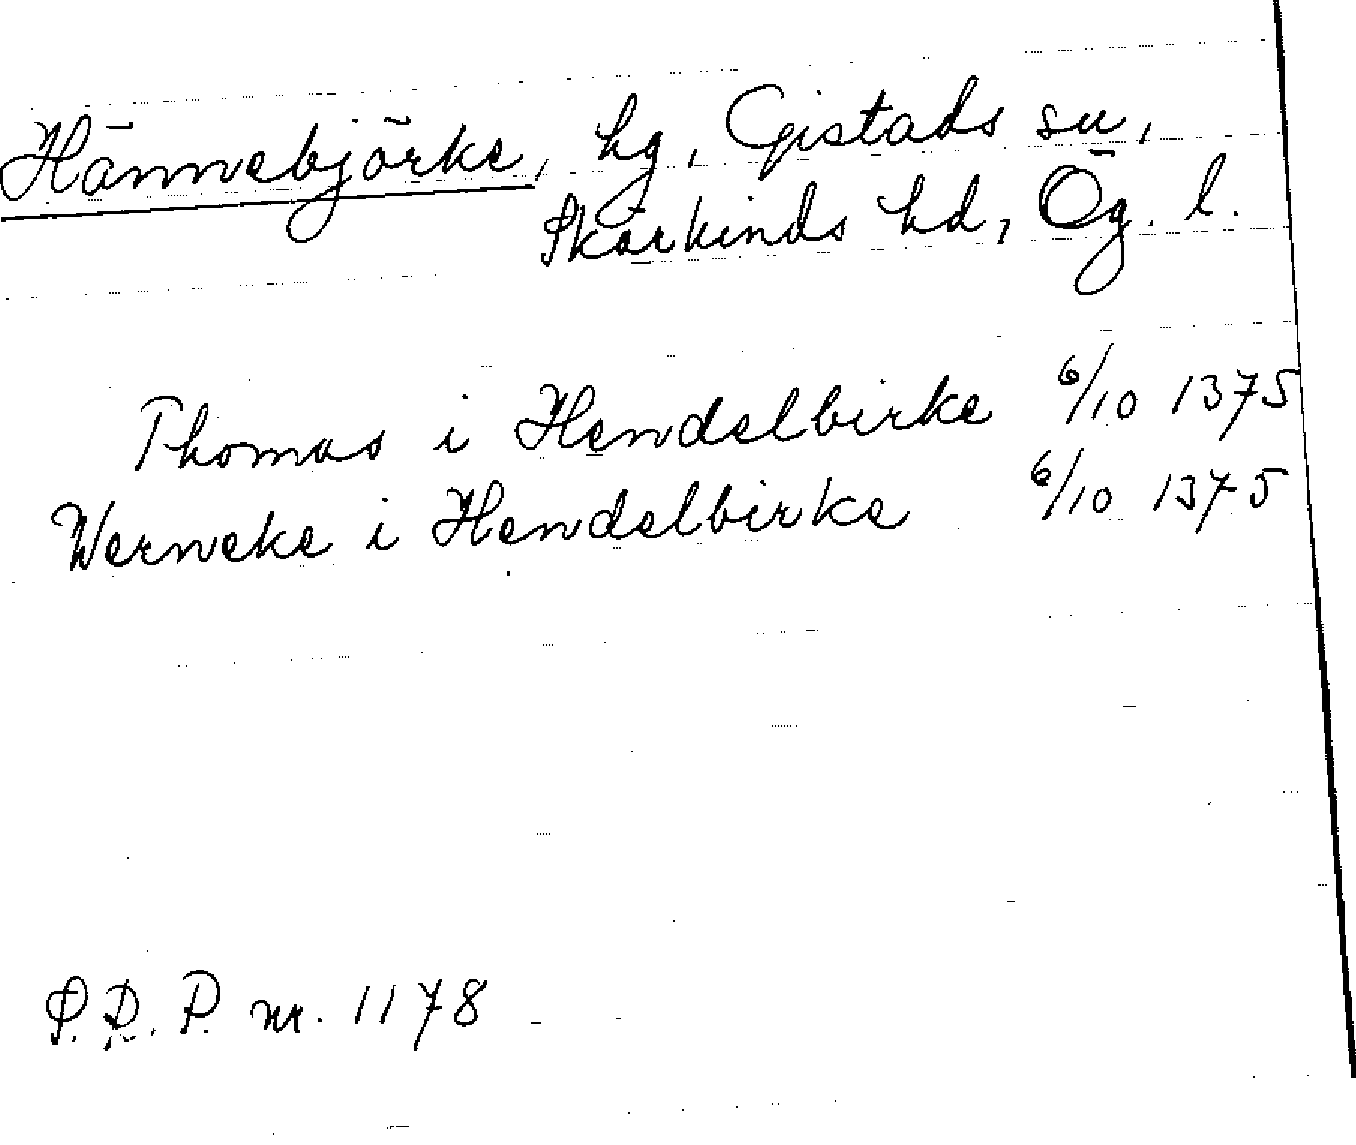 Hännebjörke, hg, Gistads sn,
Skärkinds hd, Ög. l.
Thomas i Hendelbirke 6/10 1375
Werneke i Hendelbirke 6/10 1375
S.R.P. nr. 1178